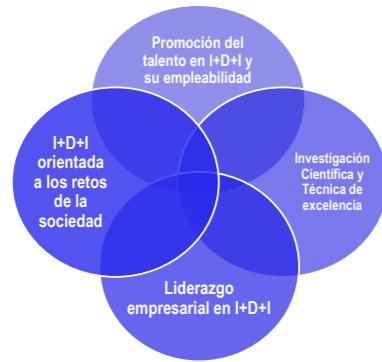 Promoción del
talento en I+D+I y
su empleabilidad
I+D+I
orientada
a los retos
de la
sociedad
Investigación
Científica y
Técnica de
excelencia
Liderazgo
empresarial en I+D+I